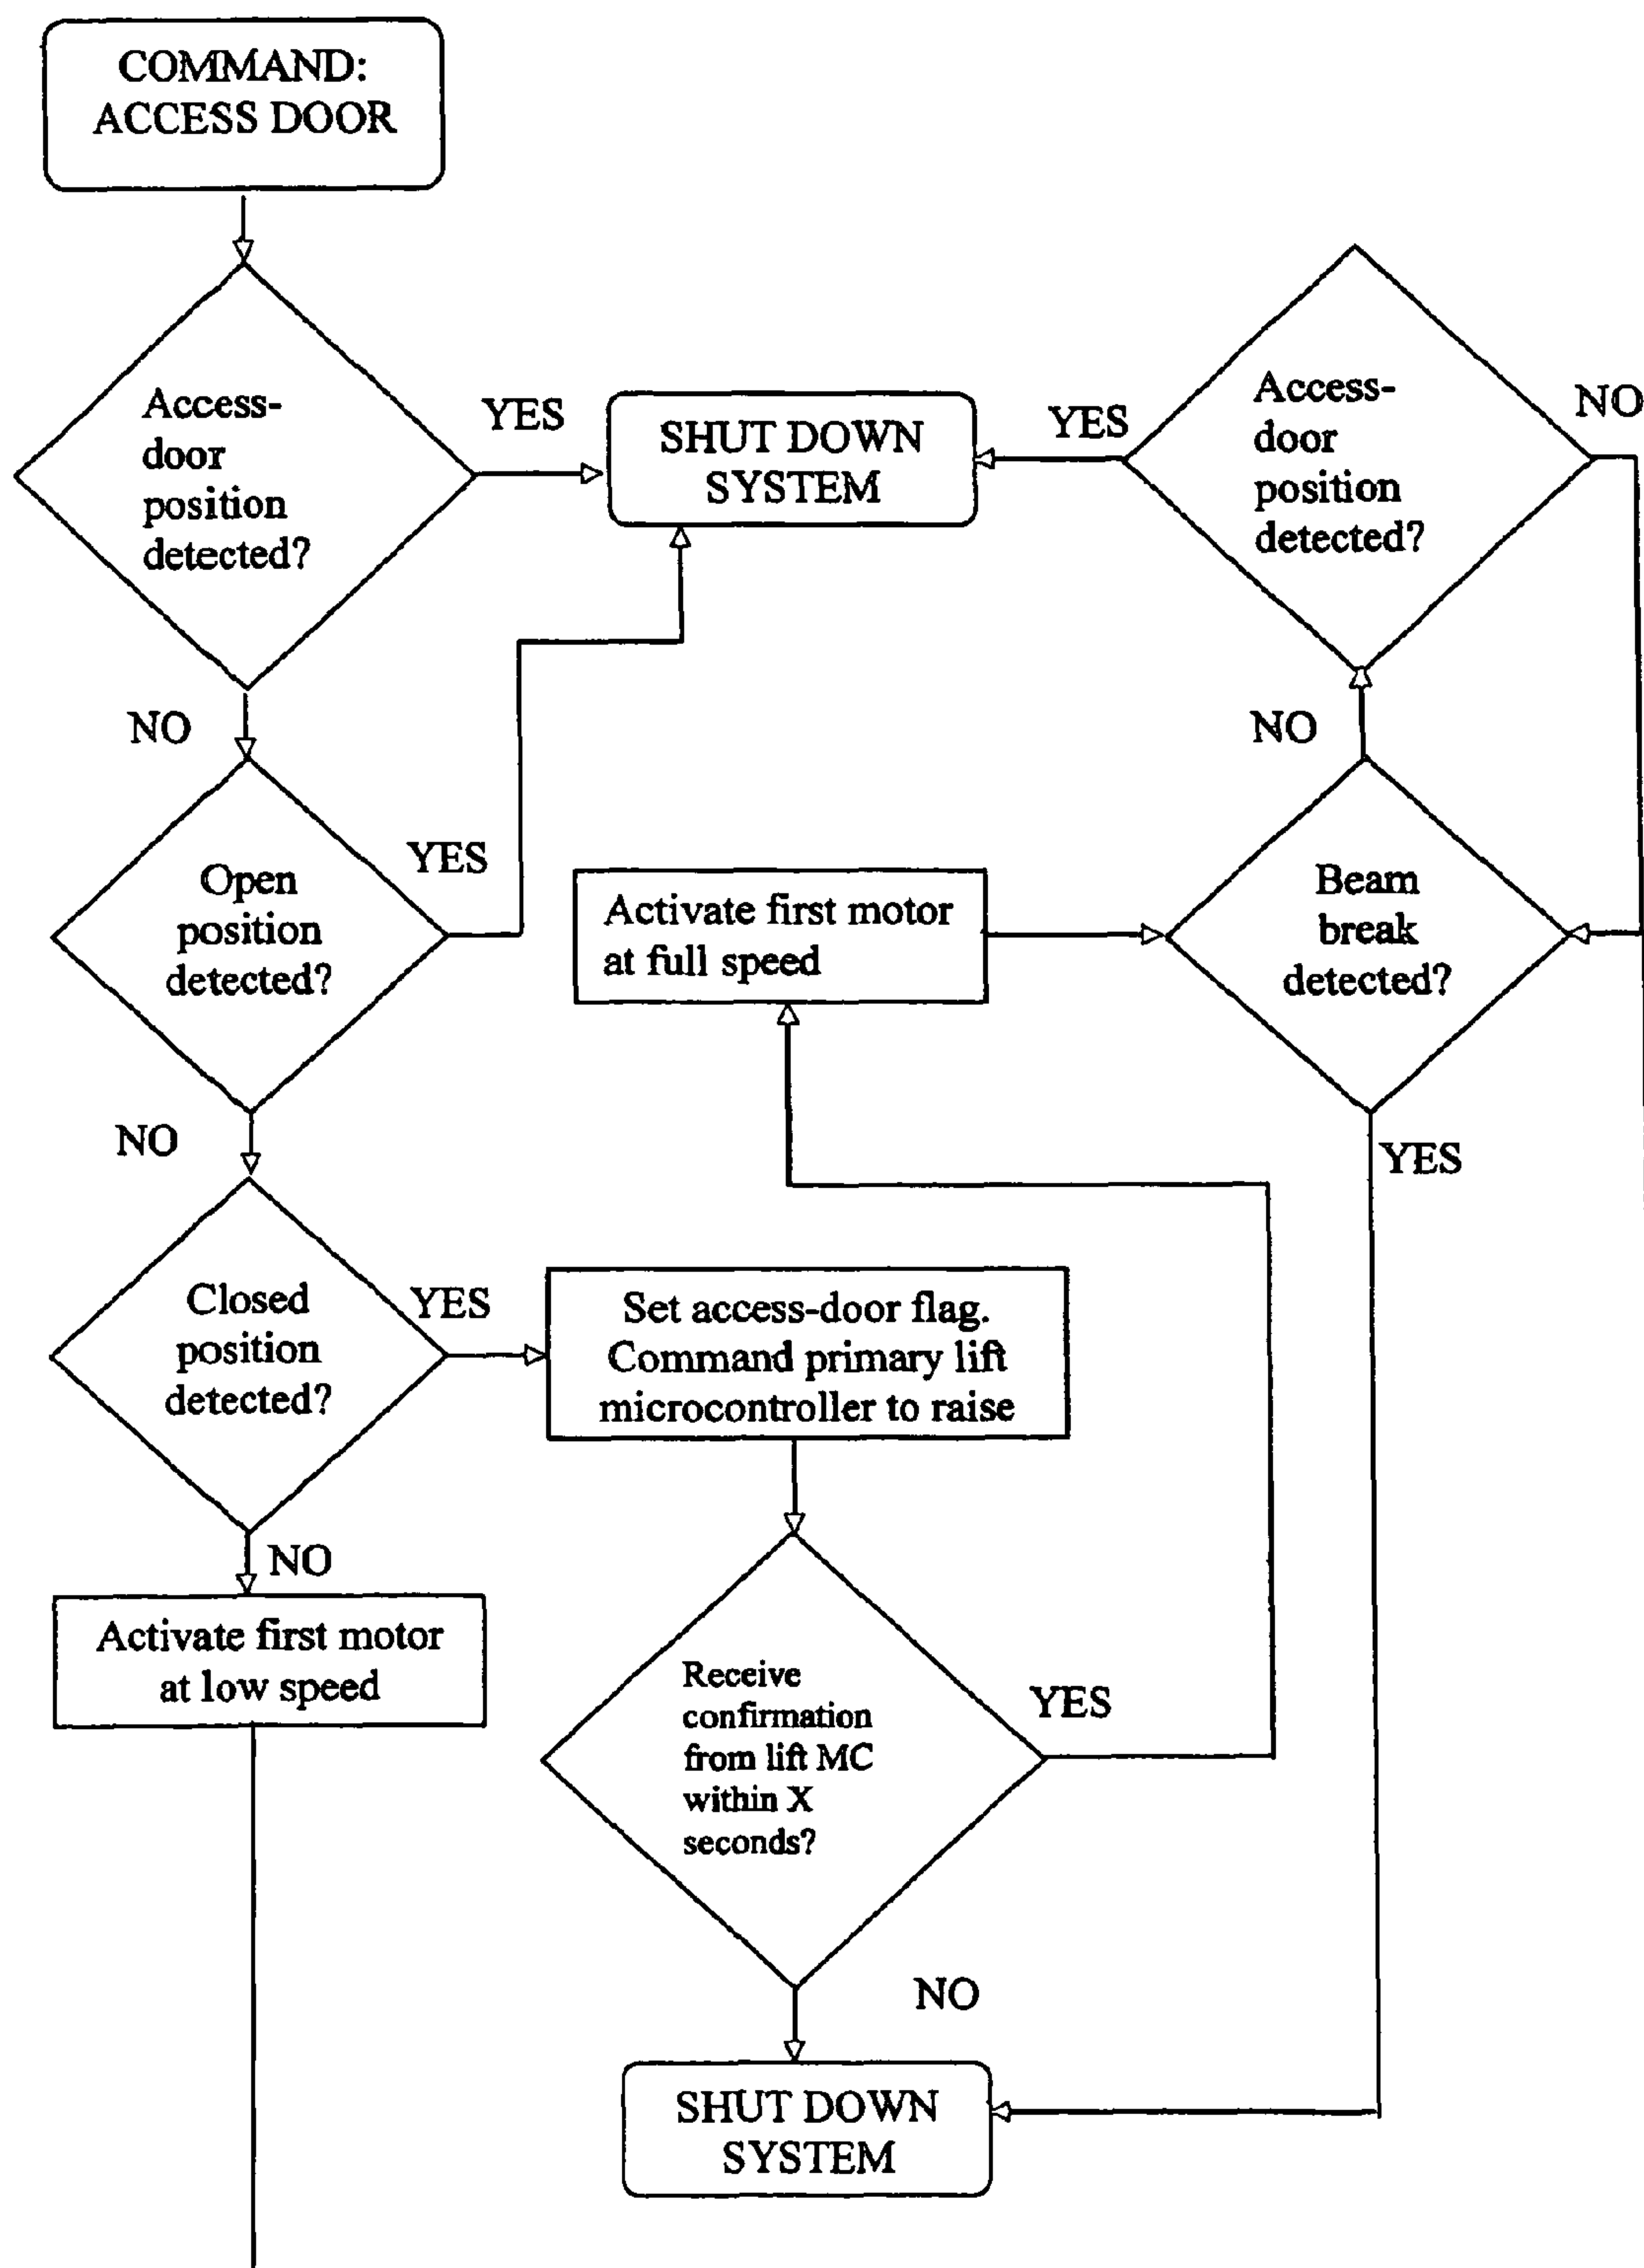 COMMAND:
ACCESS DOOR
Access-
door
position
detected?
YES
NO
SHUT DOWN
SYSTEM
YES
Access-
door
position
detected?
NO
NO
Open
position
detected?
YES
NO
Activate first motor
at full speed
Beam
break
detected?
YES
Closed
position
detected?
YES
NO
Set access-door flag.
Command primary lift
microcontroller to raise
Activate first motor
at low speed
Receive
confirmation
from lift MC
within X
seconds?
YES
NO
SHUT DOWN
SYSTEM